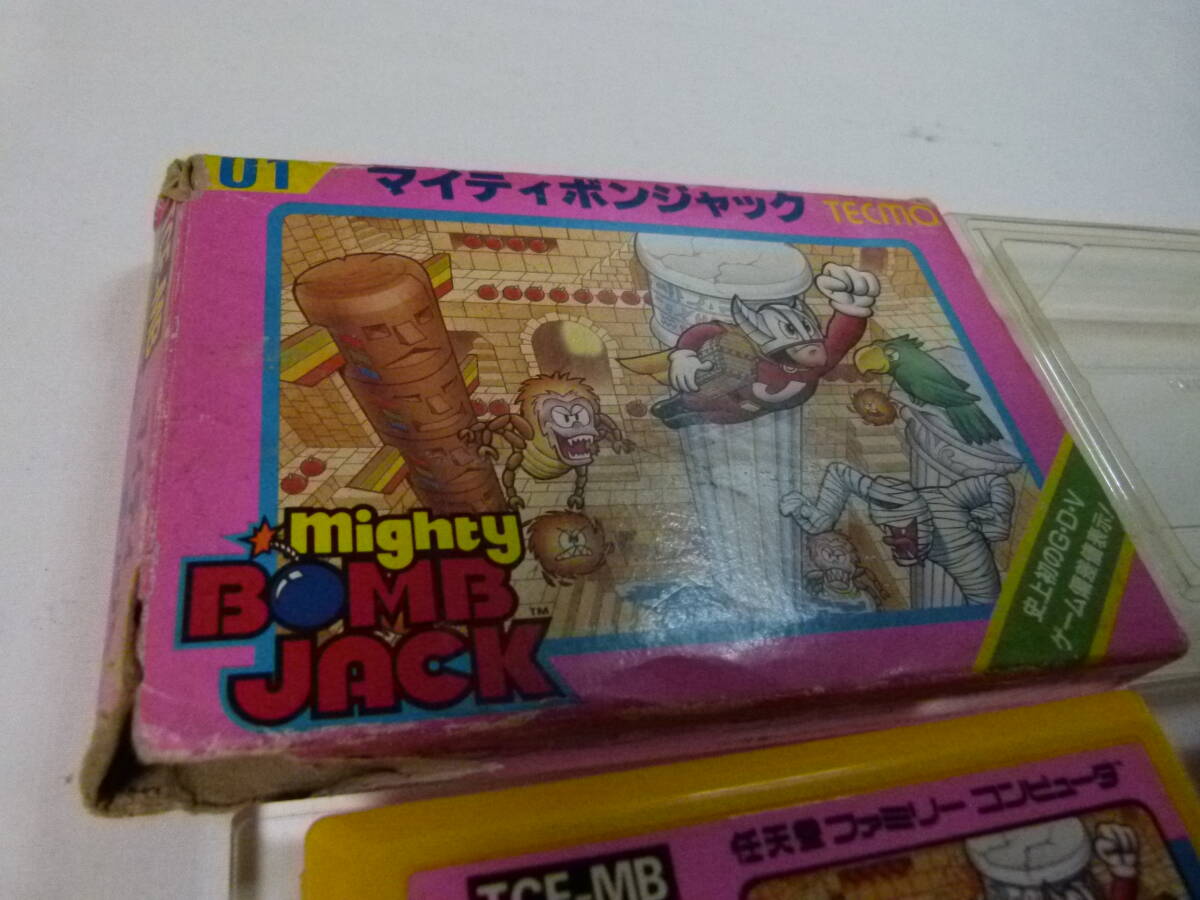 01
マイティボンジャック
TECMO
mighty
BOMB
JACK
TM
史上初のG・D・V
ゲーム偏差値表示!
任天堂 ファミリー コンピュータ
TCF-MB